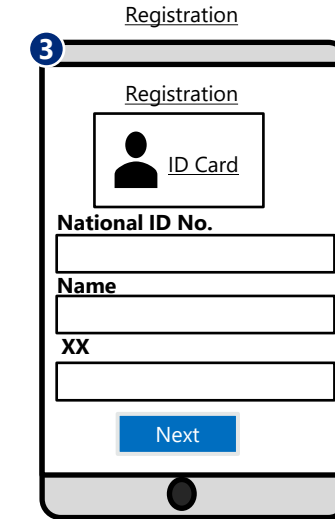 Registration
3
Registration
ID Card
National ID No.
Name
XX
Next